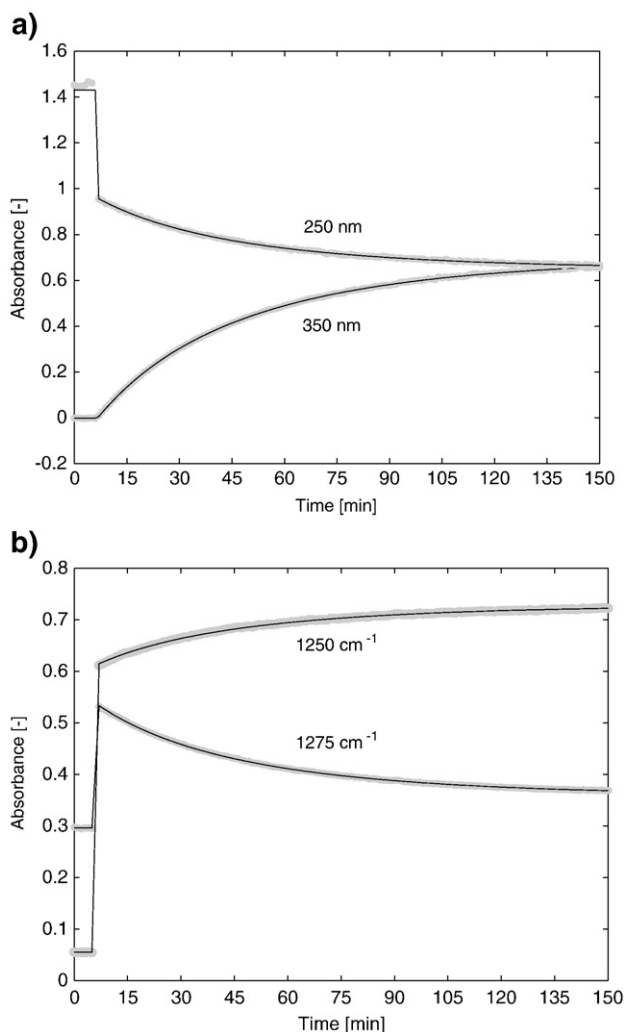 a)
1.6
1.4
1.2
1
0.8
0.6
0.4
0.2
0
-0.2
Absorbance [-]
250 nm
350 nm
0 15 30 45 60 75 90 105 120 135 150
Time [min]
b)
0.8
0.7
0.6
0.5
0.4
0.3
0.2
0.1
0
Absorbance [-]
1250 cm⁻¹
1275 cm⁻¹
0 15 30 45 60 75 90 105 120 135 150
Time [min]